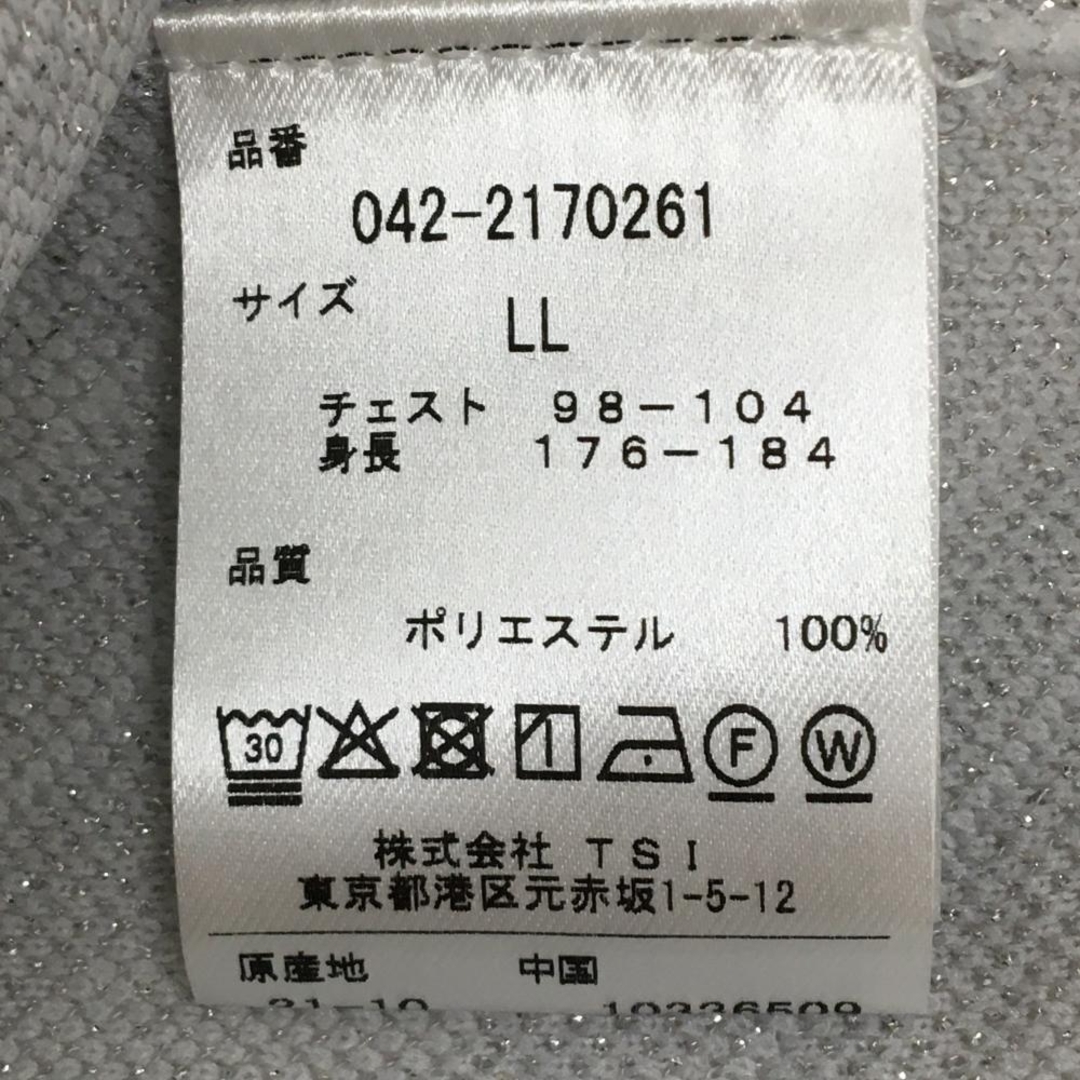 品番
042-2170261
サイズ
LL
チェスト 98-104
身長 176-184
品質
ポリエステル 100%
30 F W
株式会社 TSI
東京都港区元赤坂1-5-12
原産地 中国